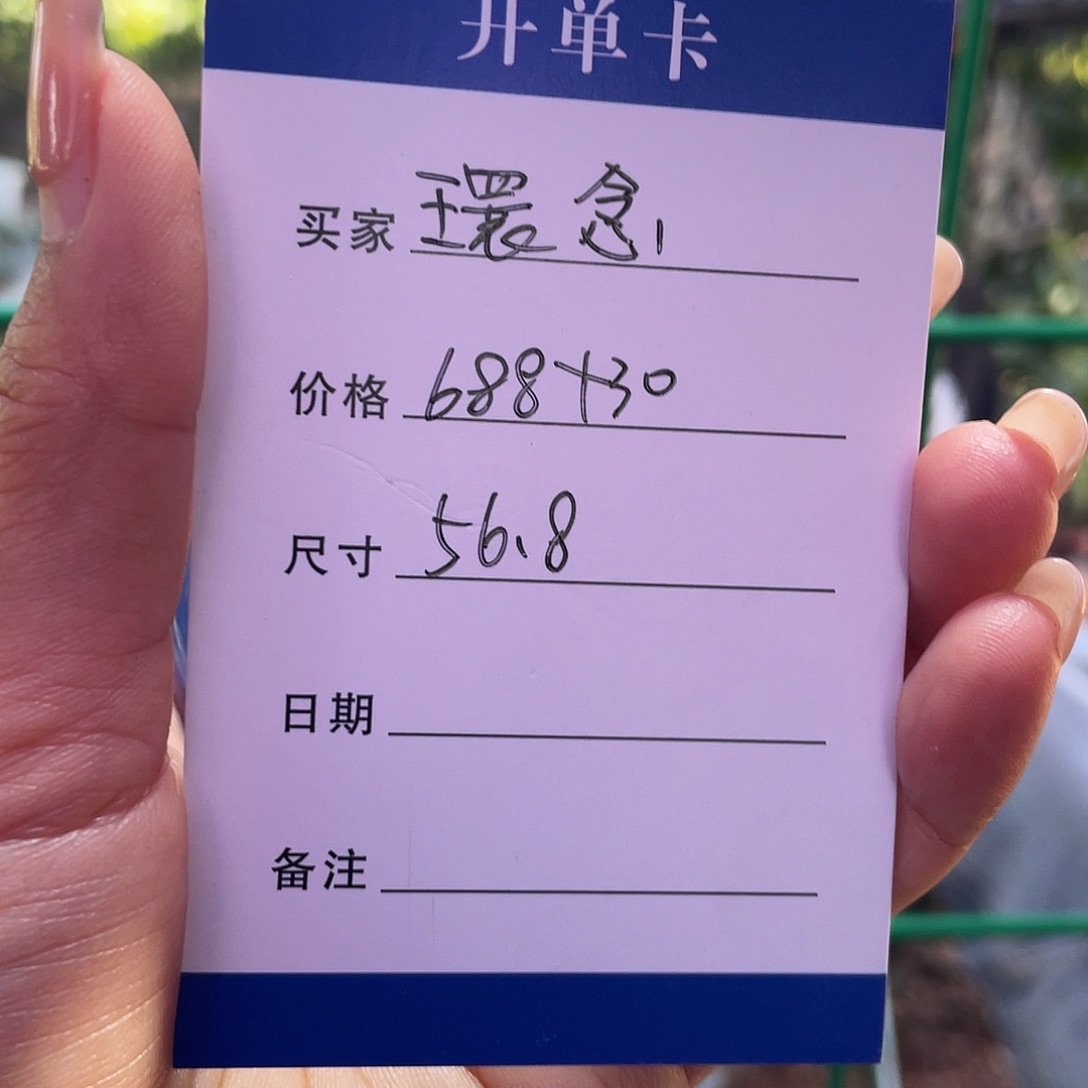 开单卡
买家 環念
价格 688+30
尺寸 56.8
日期
备注